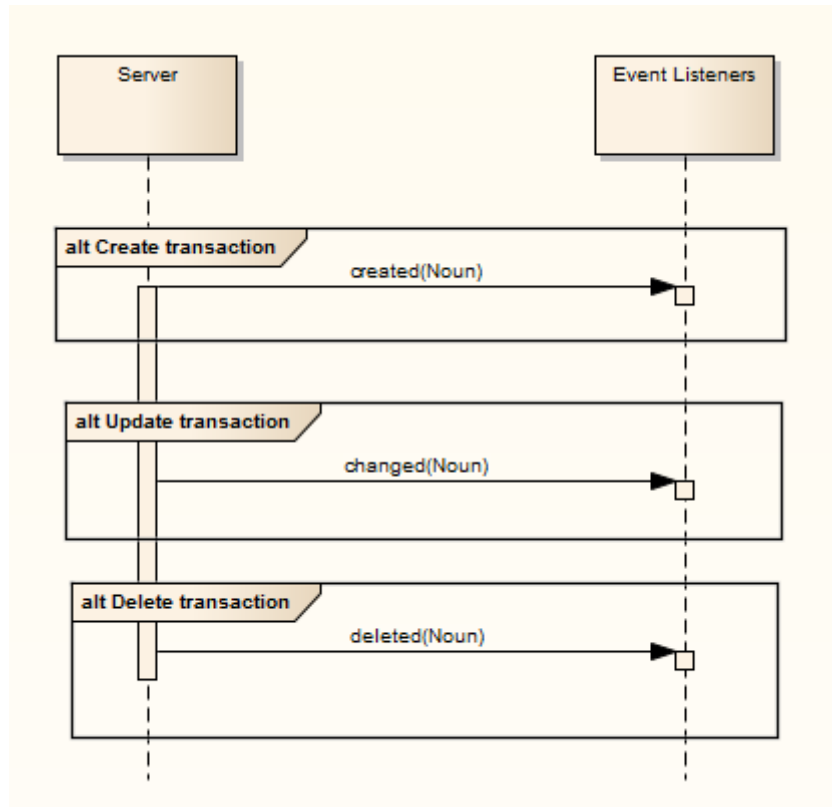 Server
Event Listeners
alt Create transaction
created(Noun)
alt Update transaction
changed(Noun)
alt Delete transaction
deleted(Noun)